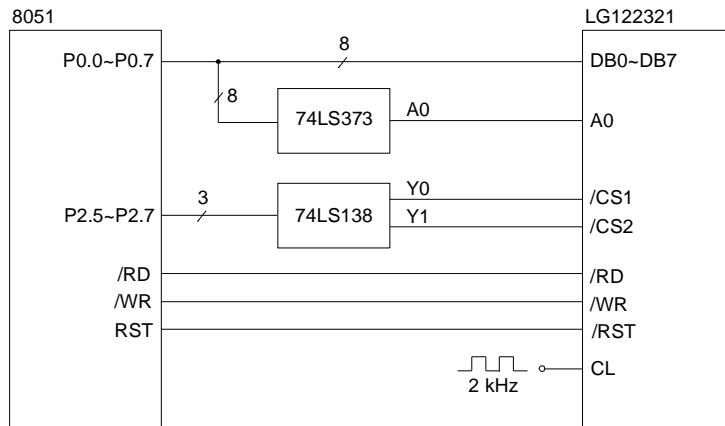 8051
LG122321
P0.0~P0.7
8
DB0~DB7
8
74LS373
A0
A0
P2.5~P2.7
3
74LS138
Y0
Y1
/CS1
/CS2
/RD
/RD
/WR
/WR
RST
/RST
2 kHz
CL